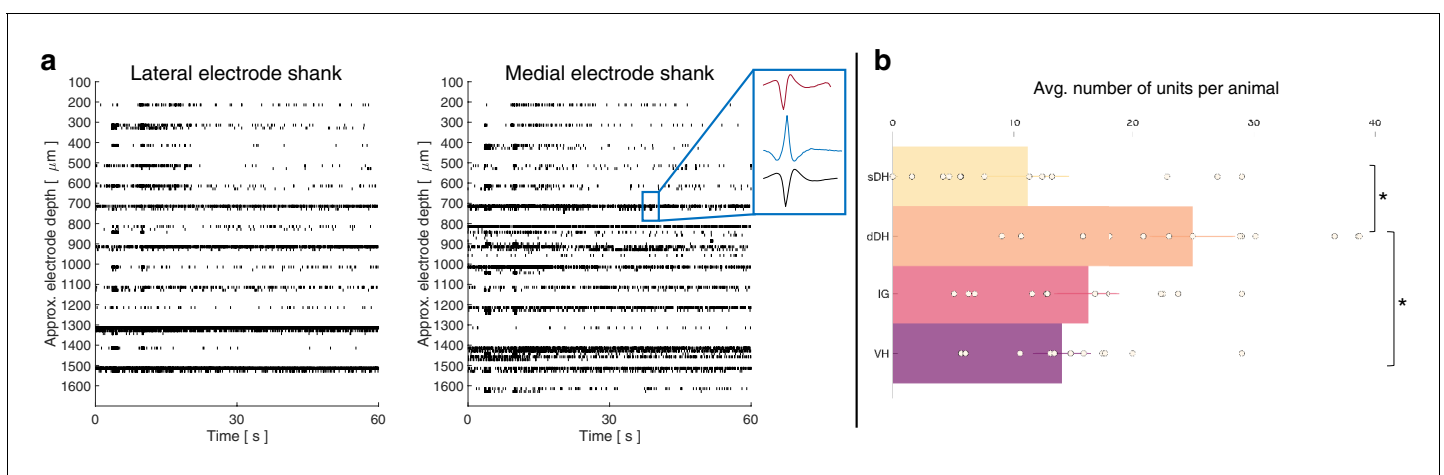 a
Lateral electrode shank
Approx. electrode depth [ μm]
100
200
300
400
500
600
700
800
900
1000
1100
1200
1300
1400
1500
1600
0 30 60
Time [ s ]
Medial electrode shank
Approx. electrode depth [ μm]
100
200
300
400
500
600
700
800
900
1000
1100
1200
1300
1400
1500
1600
0 30 60
Time [ s ]
b
Avg. number of units per animal
0 10 20 30 40
sDH
dDH
IG
VH
*
*